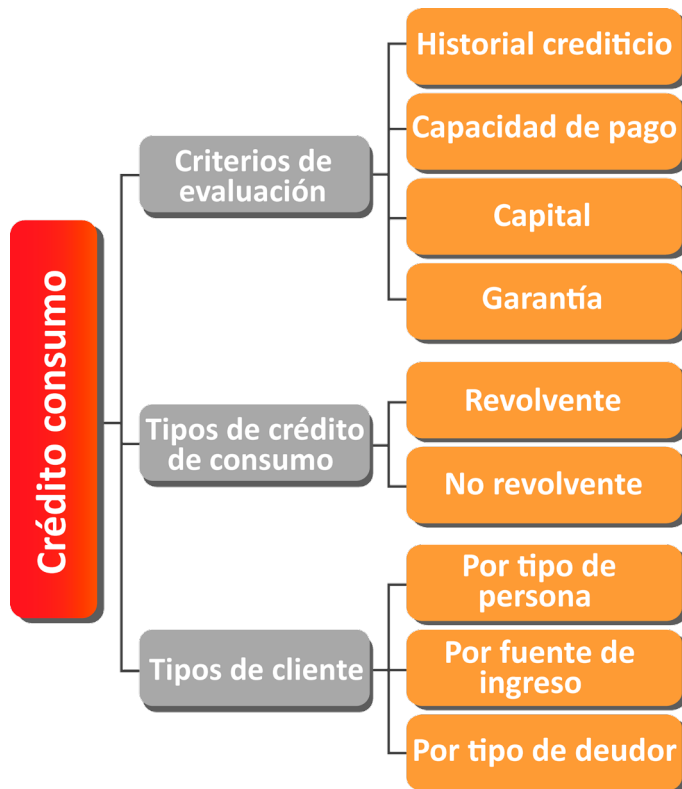 Crédito consumo
Criterios de
evaluación
Historial crediticio
Capacidad de pago
Capital
Garantía
Tipos de crédito
de consumo
Revolvente
No revolvente
Tipos de cliente
Por tipo de
persona
Por fuente de
ingreso
Por tipo de deudor